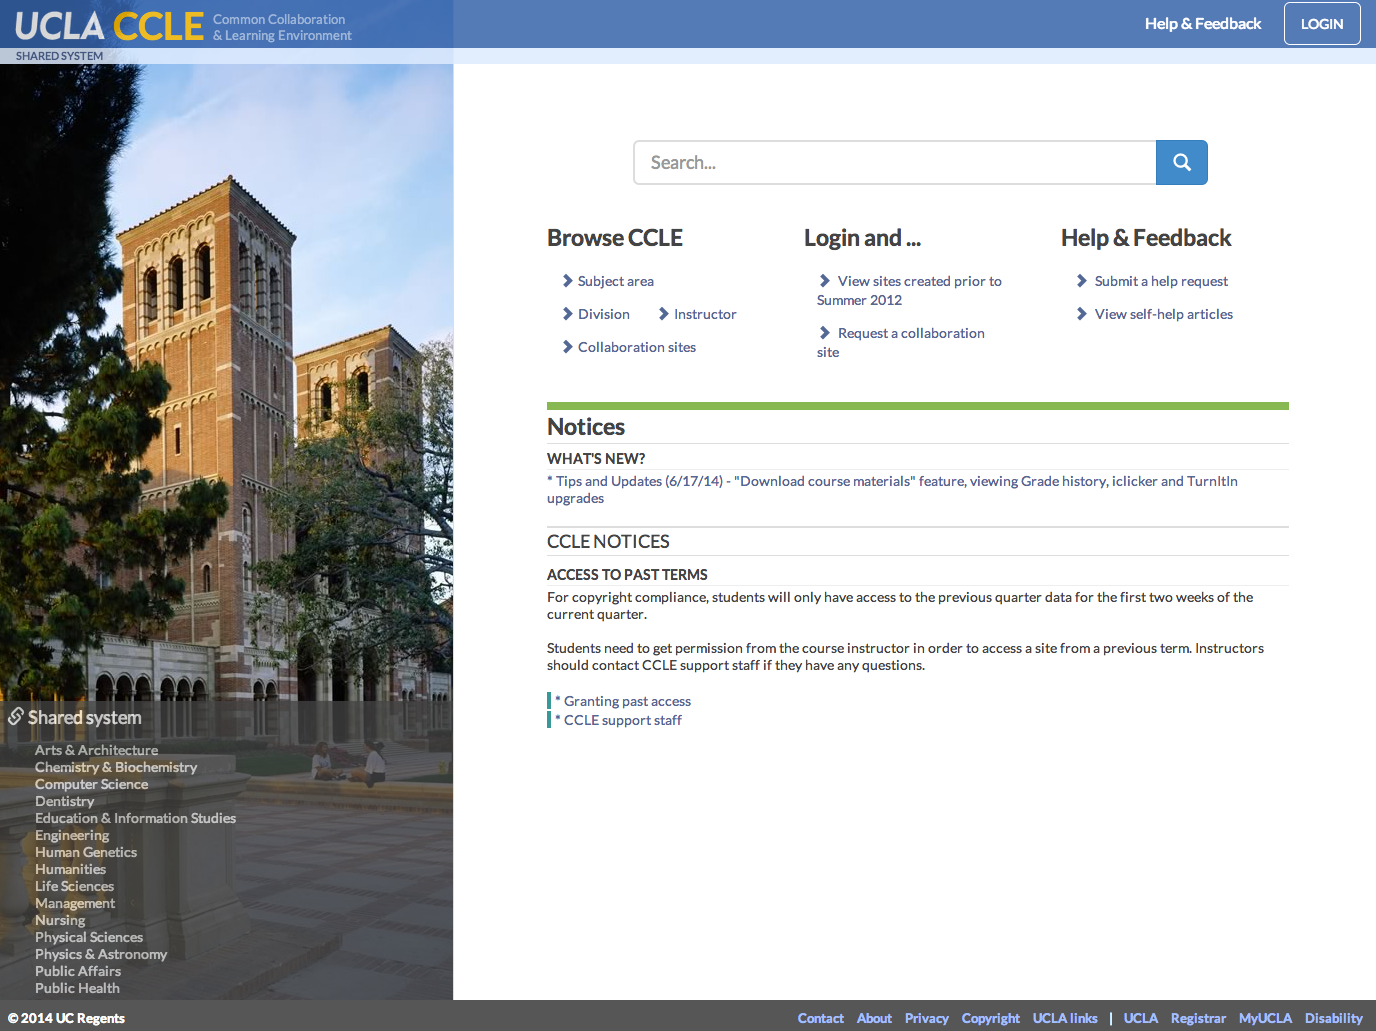 UCLA CCLE Common Collaboration
& Learning Environment
Help & Feedback
LOGIN
SHARED SYSTEM
Search...
Browse CCLE
Subject area
Division
Instructor
Collaboration sites
Login and ...
View sites created prior to
Summer 2012
Request a collaboration
site
Help & Feedback
Submit a help request
View self-help articles
Notices
WHAT'S NEW?
* Tips and Updates (6/17/14) - "Download course materials" feature, viewing Grade history, iclicker and TurnItIn
upgrades
CCLE NOTICES
ACCESS TO PAST TERMS
For copyright compliance, students will only have access to the previous quarter data for the first two weeks of the
current quarter.
Students need to get permission from the course instructor in order to access a site from a previous term. Instructors
should contact CCLE support staff if they have any questions.
* Granting past access
* CCLE support staff
Shared system
Arts & Architecture
Chemistry & Biochemistry
Computer Science
Dentistry
Education & Information Studies
Engineering
Human Genetics
Humanities
Life Sciences
Management
Nursing
Physical Sciences
Physics & Astronomy
Public Affairs
Public Health
© 2014 UC Regents
Contact About Privacy Copyright UCLA links | UCLA Registrar MyUCLA Disability